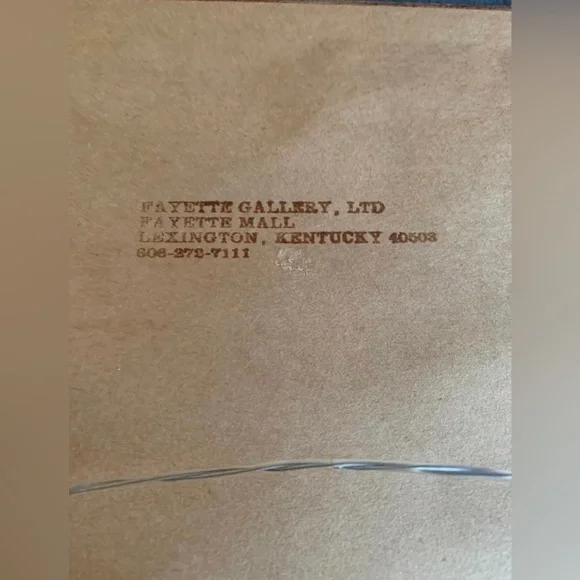 FAYETTE GALLERY, LTD
FAYETTE MALL
LEXINGTON, KENTUCKY 40503
606-272-7111